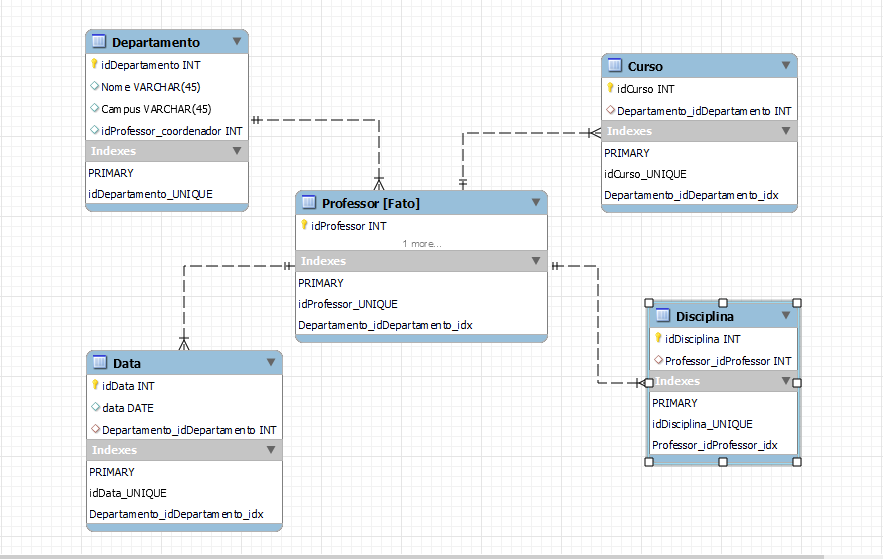 Departamento
idDepartamento INT
Nome VARCHAR(45)
Campus VARCHAR(45)
idProfessor_coordenador INT
Indexes
PRIMARY
idDepartamento_UNIQUE
Curso
idCurso INT
Departamento_idDepartamento INT
Indexes
PRIMARY
idCurso_UNIQUE
Departamento_idDepartamento_idx
Professor [Fato]
idProfessor INT
1 more...
Indexes
PRIMARY
idProfessor_UNIQUE
Departamento_idDepartamento_idx
Data
idData INT
data DATE
Departamento_idDepartamento INT
Indexes
PRIMARY
idData_UNIQUE
Departamento_idDepartamento_idx
Disciplina
idDisciplina INT
Professor_idProfessor INT
Indexes
PRIMARY
idDisciplina_UNIQUE
Professor_idProfessor_idx